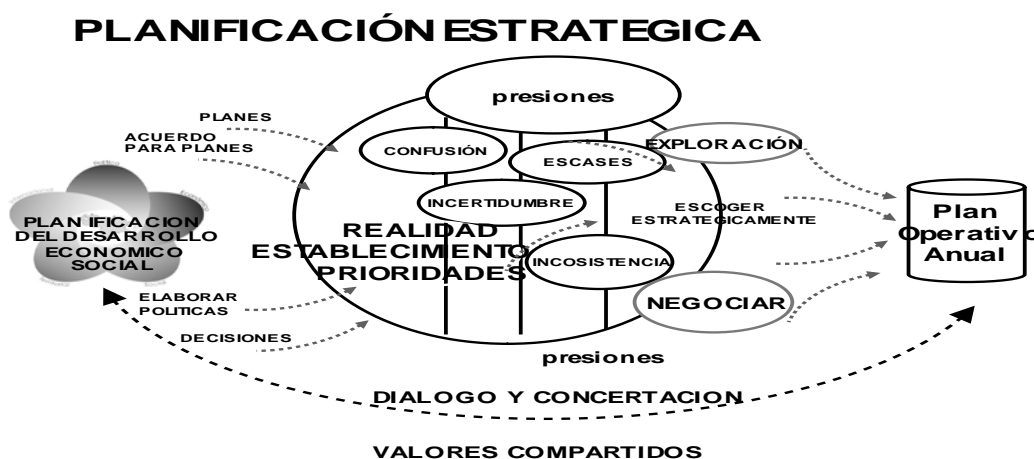 PLANIFICACIÓN ESTRATEGICA
presiones
PLANES
ACUERDO
PARA PLANES
CONFUSIÓN
ESCASES
EXPLORACIÓN
INCERTIDUMBRE
ESCOGER
ESTRATEGICAMENTE
PLAN IFICACION
DEL DESARROLLO
ECONOMICO
SOCIAL
REALIDAD
ESTABLECIMIENTO
PRIORIDADES
INCOSISTENCIA
Plan
Operativo
Anual
ELABORAR
POLITICAS
NEGOCIAR
DECISIONES
presiones
DIALOGO Y CONCERTACION
VALORES COMPARTIDOS